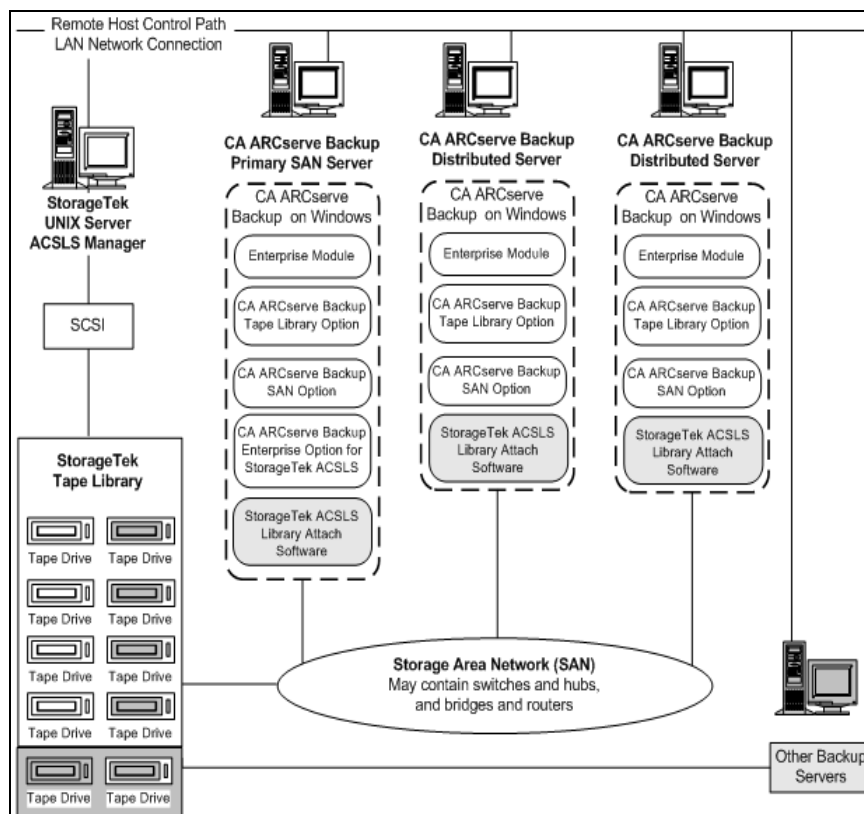 Remote Host Control Path
LAN Network Connection
StorageTek
UNIX Server
ACSLS Manager
SCSI
StorageTek
Tape Library
Tape Drive
Tape Drive
Tape Drive
Tape Drive
Tape Drive
Tape Drive
Tape Drive
Tape Drive
Tape Drive
Tape Drive
CA ARCserve Backup
Primary SAN Server
CA ARCserve
Backup on Windows
Enterprise Module
CA ARCserve Backup
Tape Library Option
CA ARCserve Backup
SAN Option
CA ARCserve Backup
Enterprise Option for
StorageTek ACSLS
StorageTek ACSLS
Library Attach
Software
CA ARCserve Backup
Distributed Server
CA ARCserve
Backup on Windows
Enterprise Module
CA ARCserve Backup
Tape Library Option
CA ARCserve Backup
SAN Option
StorageTek ACSLS
Library Attach
Software
CA ARCserve Backup
Distributed Server
CA ARCserve
Backup on Windows
Enterprise Module
CA ARCserve Backup
Tape Library Option
CA ARCserve Backup
SAN Option
StorageTek ACSLS
Library Attach
Software
Storage Area Network (SAN)
May contain switches and hubs,
and bridges and routers
Other Backup
Servers